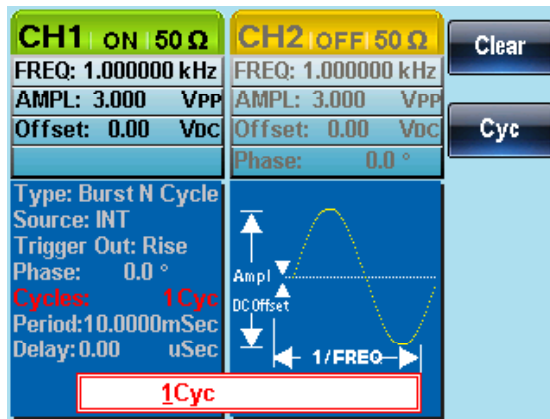 CH1 ON 50 Ω
FREQ: 1.000000 kHz
AMPL: 3.000 VPP
Offset: 0.00 VDC
CH2 OFF 50 Ω
FREQ: 1.000000 kHz
AMPL: 3.000 VPP
Offset: 0.00 VDC
Phase: 0.0 °
Clear
Cyc
Type: Burst N Cycle
Source: INT
Trigger Out: Rise
Phase: 0.0 °
Cycles: 1Cyc
Period:10.0000mSec
Delay:0.00 uSec
Ampl
DC Offset
1/FREQ
1Cyc